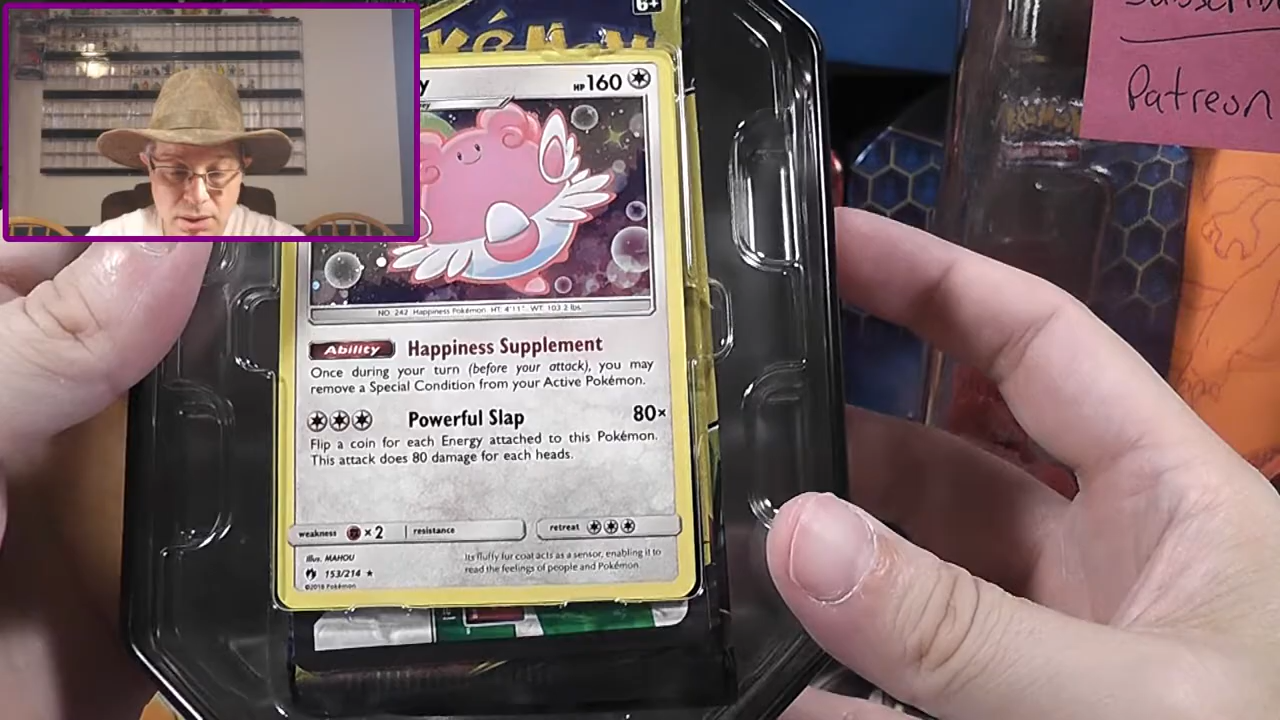 6+
Pokémon
Subscribe
Patreon
y HP 160
NO. 242 Happiness Pokémon HT: 4'11" WT: 103.2 lbs
Ability Happiness Supplement
Once during your turn (before your attack), you may
remove a Special Condition from your Active Pokémon.
Powerful Slap 80×
Flip a coin for each Energy attached to this Pokémon.
This attack does 80 damage for each heads.
weakness ×2 resistance retreat
Illus. MAHOU
153/214 ★
©2018 Pokémon
Its fluffy fur coat acts as a sensor, enabling it to
read the feelings of people and Pokémon.